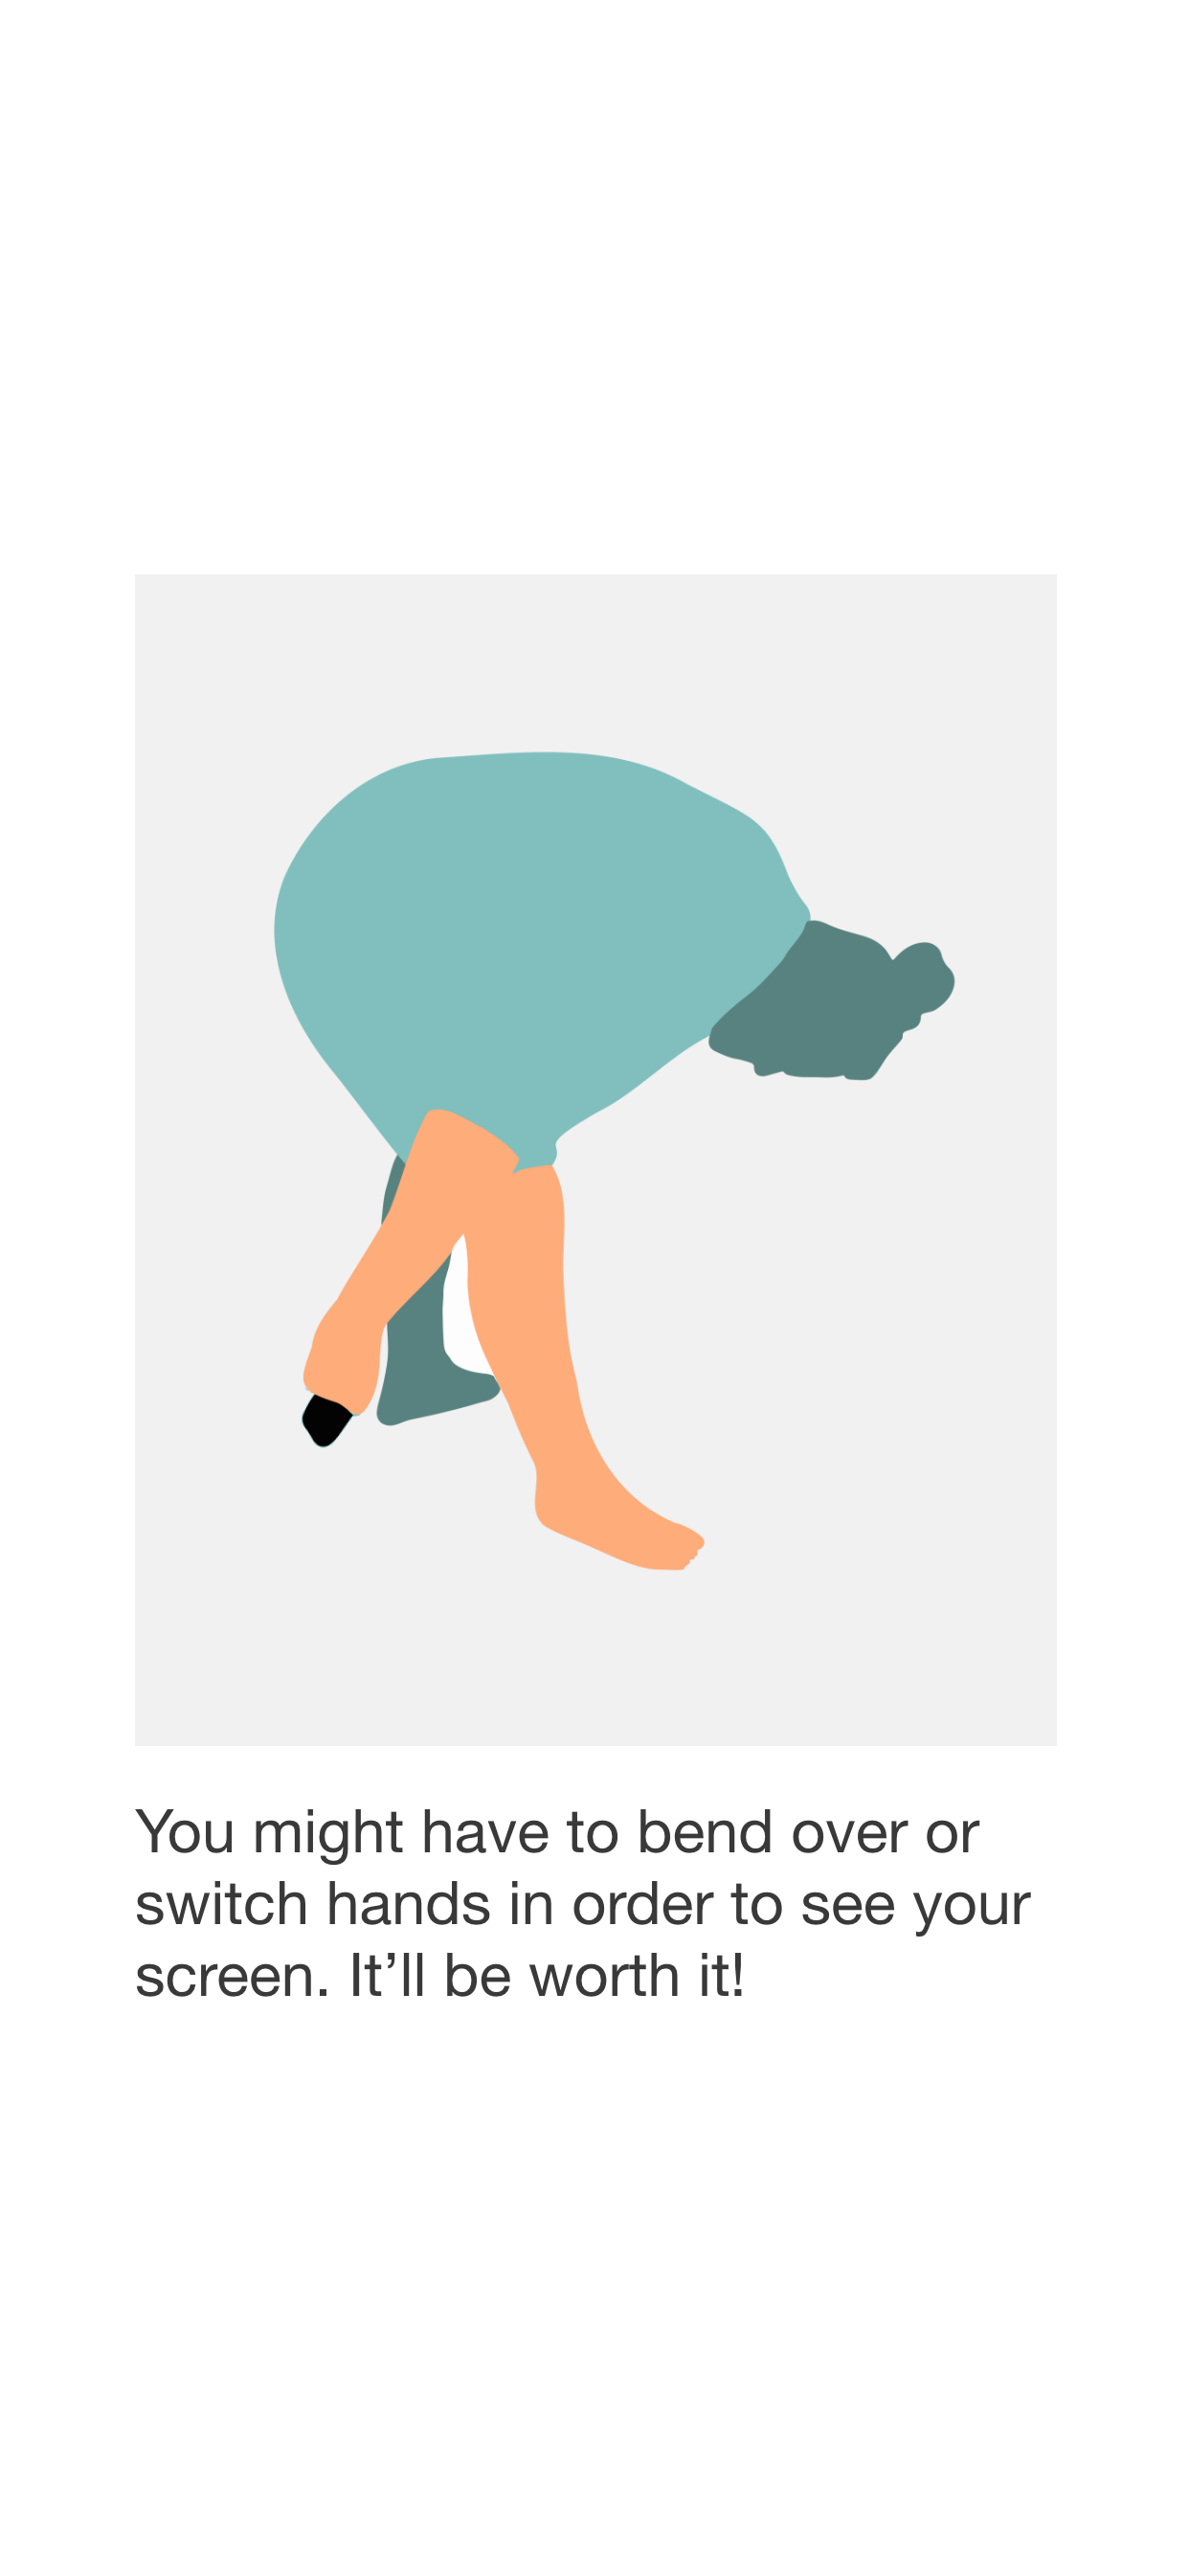 You might have to bend over or
switch hands in order to see your
screen. It’ll be worth it!